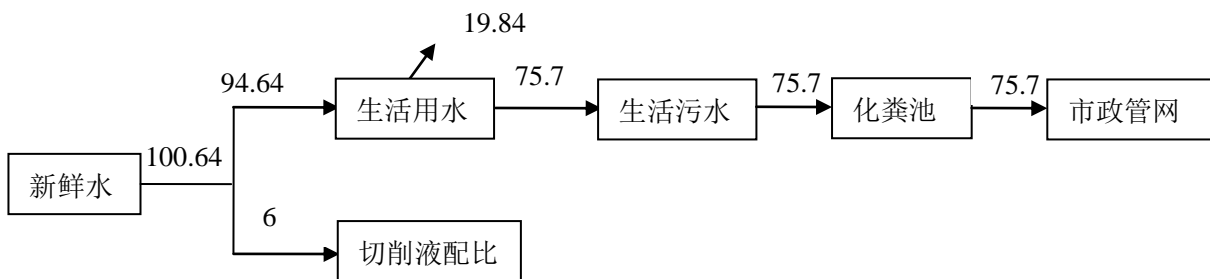 19.84
94.64
75.7
75.7
75.7
生活用水
生活污水
化粪池
市政管网
100.64
新鲜水
6
切削液配比